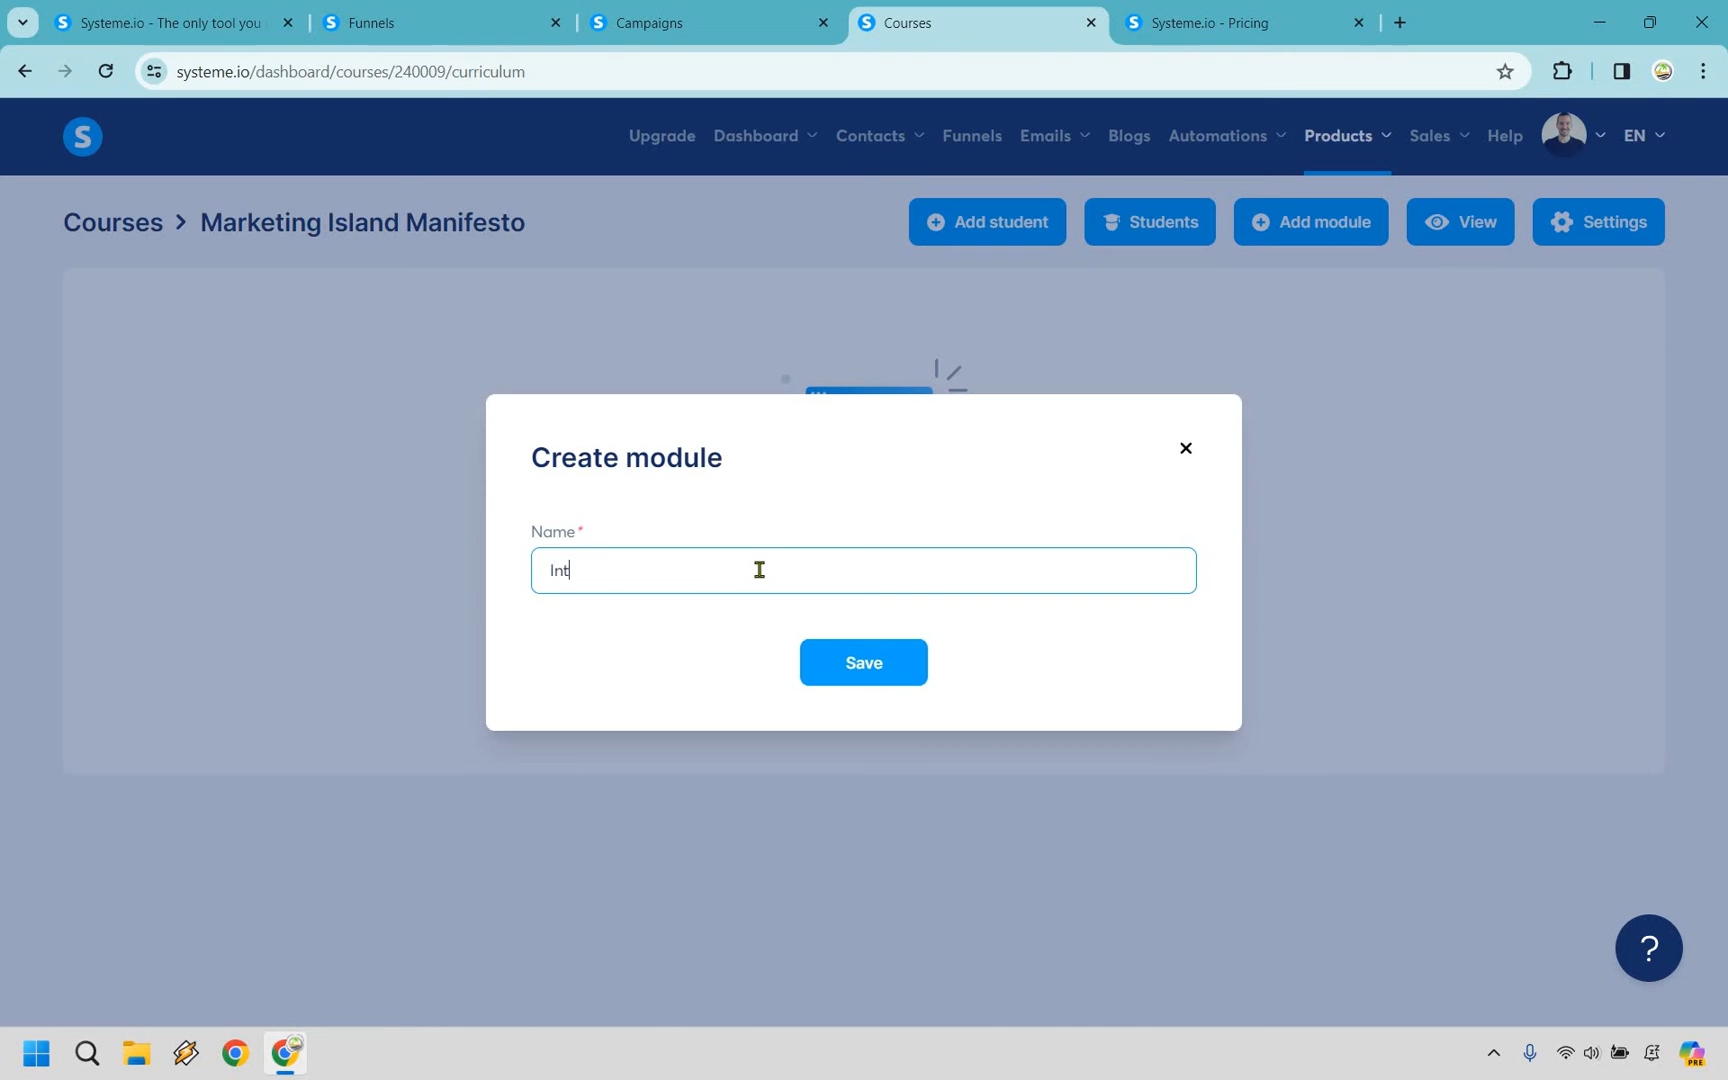 Systeme.io - The only tool you
Funnels
Campaigns
Courses
Systeme.io - Pricing
systeme.io/dashboard/courses/240009/curriculum
S
Upgrade
Dashboard
Contacts
Funnels
Emails
Blogs
Automations
Products
Sales
Help
EN
Courses > Marketing Island Manifesto
Add student
Students
Add module
View
Settings
Create module
Name*
Int
Save
?
PRE